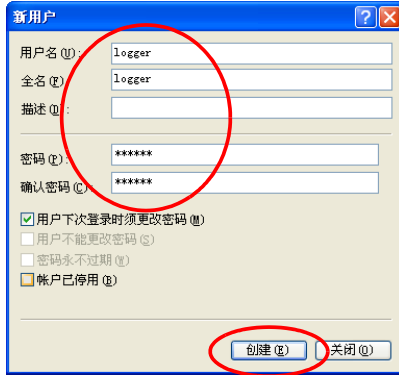 新用户
用户名(U): logger
全名(F): logger
描述(D):
密码(P): ******
确认密码(C): ******
用户下次登录时须更改密码(M)
用户不能更改密码(S)
密码永不过期(W)
帐户已停用(B)
创建(E) 关闭(O)